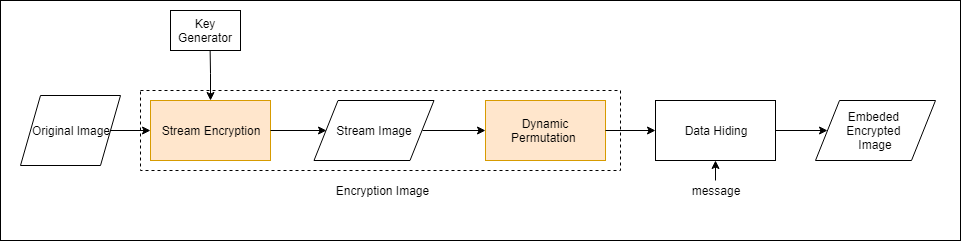 Key
Generator
Original Image
Stream Encryption
Stream Image
Dynamic
Permutation
Data Hiding
Embeded
Encrypted
Image
Encryption Image
message